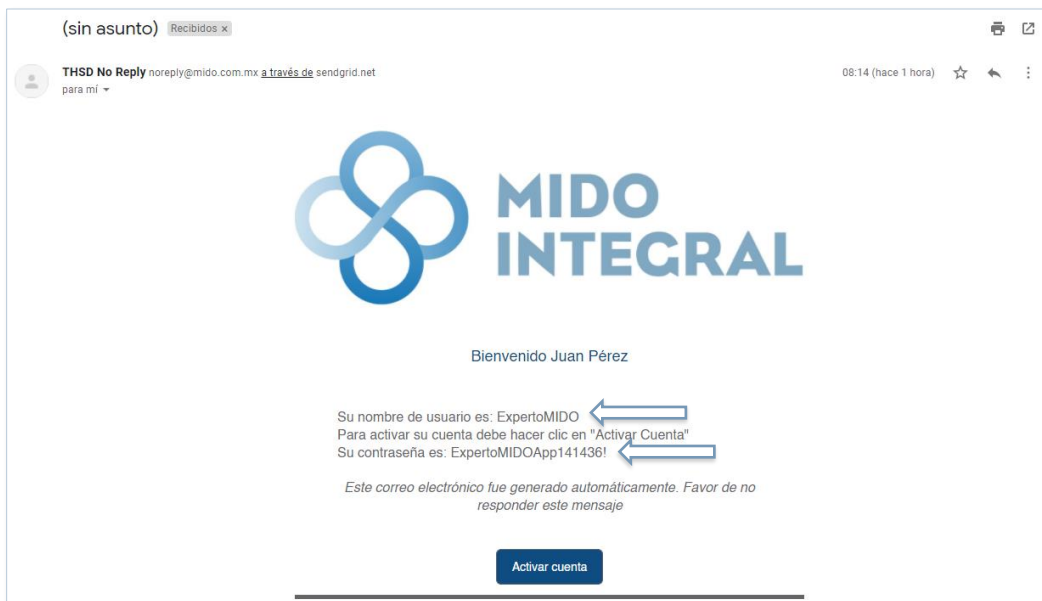 (sin asunto) Recibidos x
THSD No Reply noreply@mido.com.mx a través de sendgrid.net 08:14 (hace 1 hora)
para mí
MIDO
INTEGRAL
Bienvenido Juan Pérez
Su nombre de usuario es: ExpertoMIDO
Para activar su cuenta debe hacer clic en "Activar Cuenta"
Su contraseña es: ExpertoMIDOApp141436!
Este correo electrónico fue generado automáticamente. Favor de no
responder este mensaje
Activar cuenta